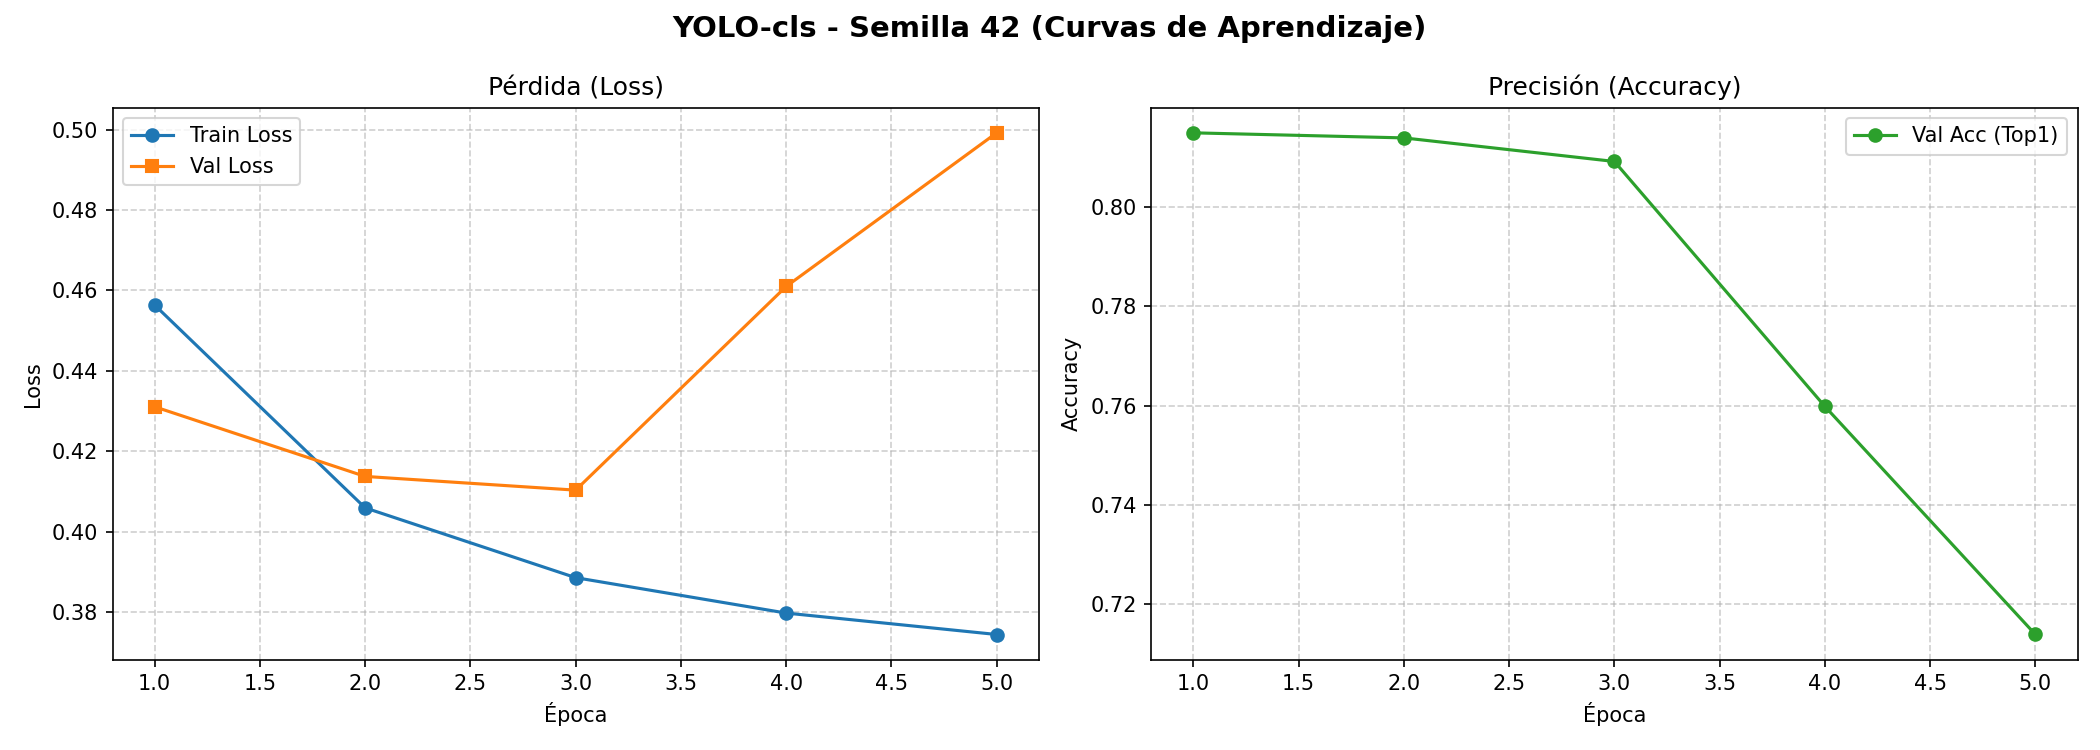 YOLO-cls - Semilla 42 (Curvas de Aprendizaje)
Pérdida (Loss)
Train Loss
Val Loss
0.50
0.48
0.46
0.44
0.42
0.40
0.38
Loss
1.0 1.5 2.0 2.5 3.0 3.5 4.0 4.5 5.0
Época
Precisión (Accuracy)
Val Acc (Top1)
0.80
0.78
0.76
0.74
0.72
Accuracy
1.0 1.5 2.0 2.5 3.0 3.5 4.0 4.5 5.0
Época